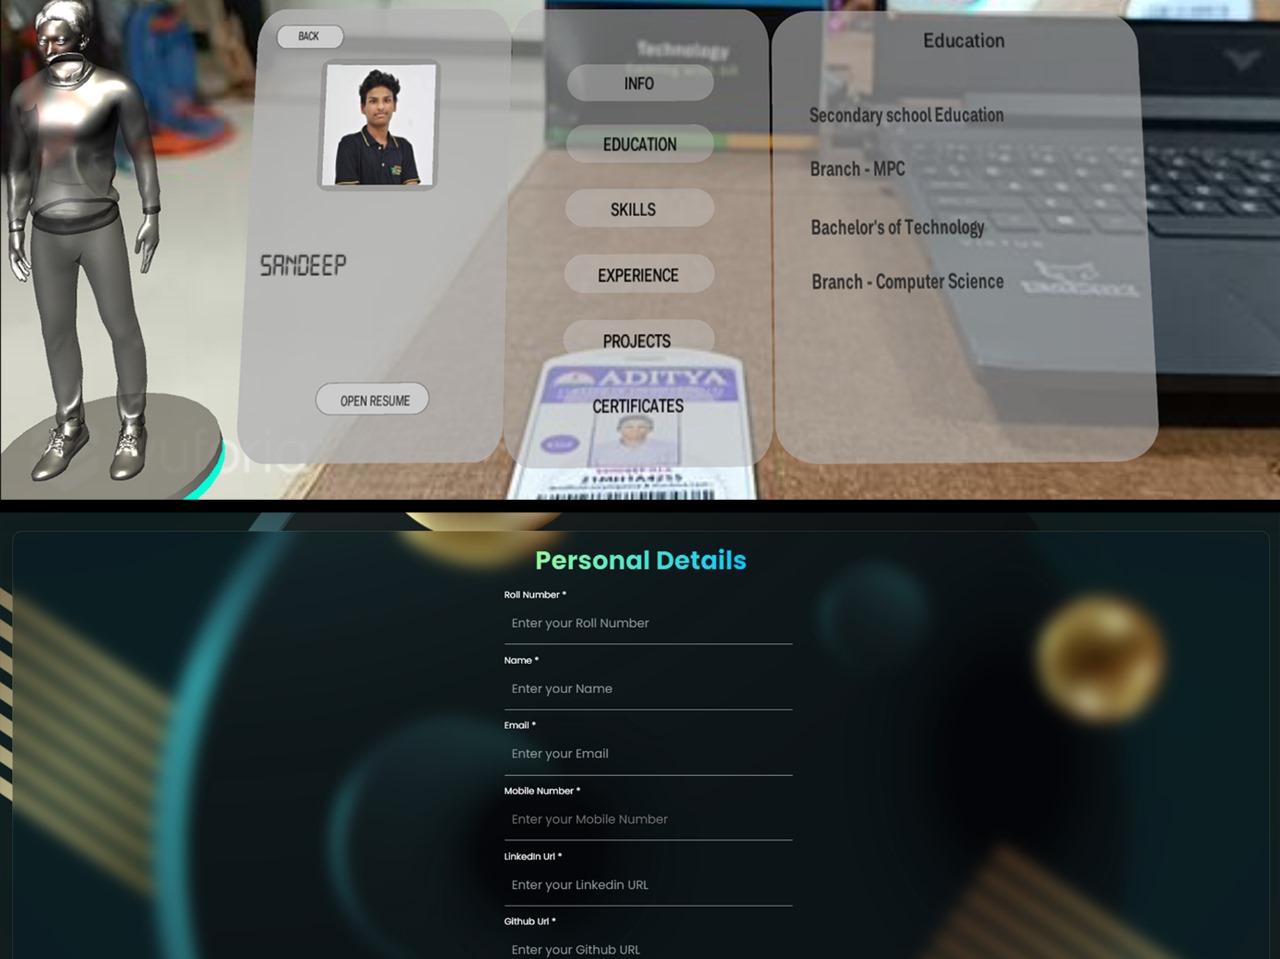 BACK
SANDEEP
OPEN RESUME
Technology
INFO
EDUCATION
SKILLS
EXPERIENCE
PROJECTS
ADITYA
CERTIFICATES
Education
Secondary school Education
Branch - MPC
Bachelor's of Technology
Branch - Computer Science
Personal Details
Roll Number *
Enter your Roll Number
Name *
Enter your Name
Email *
Enter your Email
Mobile Number *
Enter your Mobile Number
LinkedIn Url *
Enter your Linkedin URL
Github Url *
Enter your Github URL